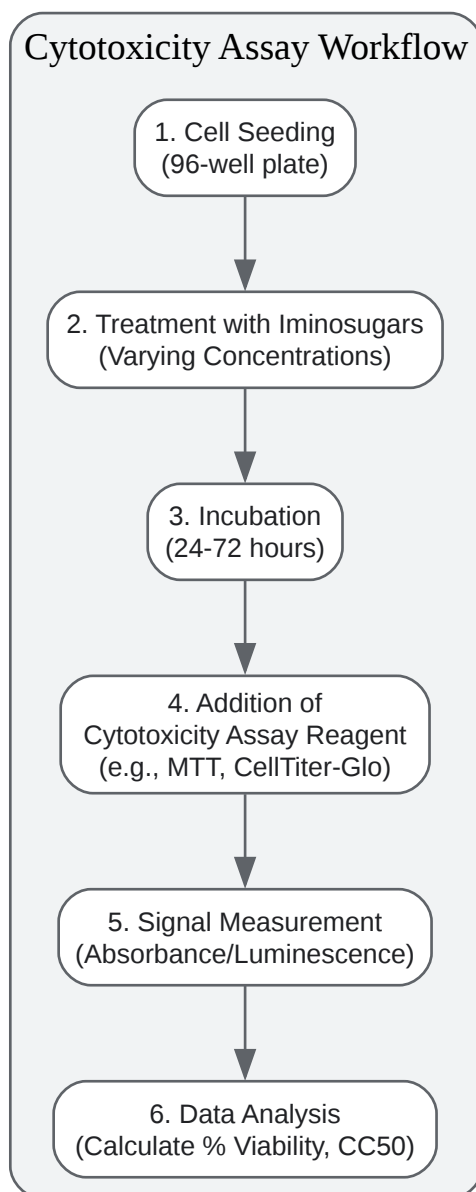 Cytotoxicity Assay Workflow
1. Cell Seeding
(96-well plate)
2. Treatment with Iminosugars
(Varying Concentrations)
3. Incubation
(24-72 hours)
4. Addition of
Cytotoxicity Assay Reagent
(e.g., MTT, CellTiter-Glo)
5. Signal Measurement
(Absorbance/Luminescence)
6. Data Analysis
(Calculate % Viability, CC50)